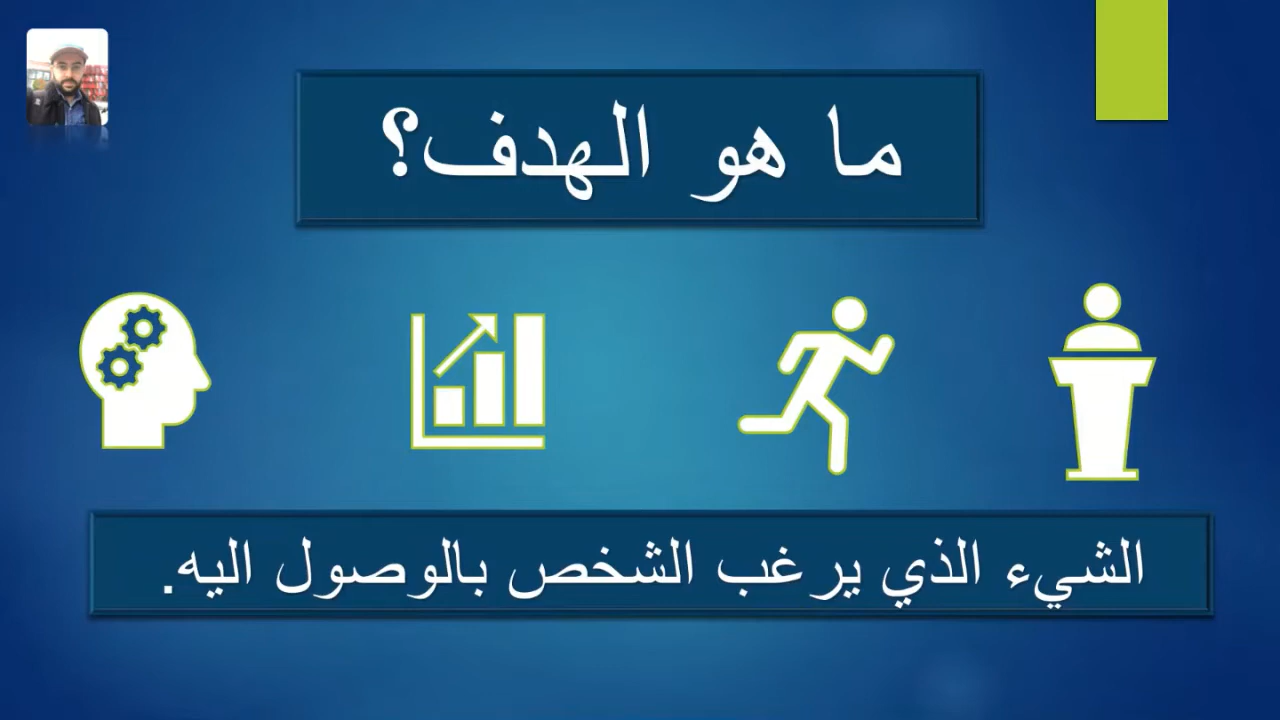 ما هو الهدف؟
الشيء الذي يرغب الشخص بالوصول اليه.